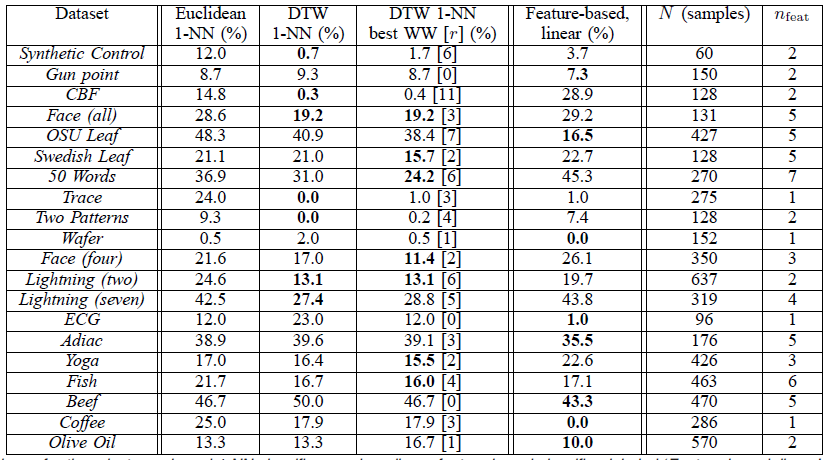 Dataset Euclidean 1-NN (%) DTW 1-NN (%) DTW 1-NN best WW [r] (%) Feature-based, linear (%) N (samples) n_feat
Synthetic Control 12.0 0.7 1.7 [6] 3.7 60 2
Gun point 8.7 9.3 8.7 [0] 7.3 150 2
CBF 14.8 0.3 0.4 [11] 28.9 128 2
Face (all) 28.6 19.2 19.2 [3] 29.2 131 5
OSU Leaf 48.3 40.9 38.4 [7] 16.5 427 5
Swedish Leaf 21.1 21.0 15.7 [2] 22.7 128 5
50 Words 36.9 31.0 24.2 [6] 45.3 270 7
Trace 24.0 0.0 1.0 [3] 1.0 275 1
Two Patterns 9.3 0.0 0.2 [4] 7.4 128 2
Wafer 0.5 2.0 0.5 [1] 0.0 152 1
Face (four) 21.6 17.0 11.4 [2] 26.1 350 3
Lightning (two) 24.6 13.1 13.1 [6] 19.7 637 2
Lightning (seven) 42.5 27.4 28.8 [5] 43.8 319 4
ECG 12.0 23.0 12.0 [0] 1.0 96 1
Adiac 38.9 39.6 39.1 [3] 35.5 176 5
Yoga 17.0 16.4 15.5 [2] 22.6 426 3
Fish 21.7 16.7 16.0 [4] 17.1 463 6
Beef 46.7 50.0 46.7 [0] 43.3 470 5
Coffee 25.0 17.9 17.9 [3] 0.0 286 1
Olive Oil 13.3 13.3 16.7 [1] 10.0 570 2